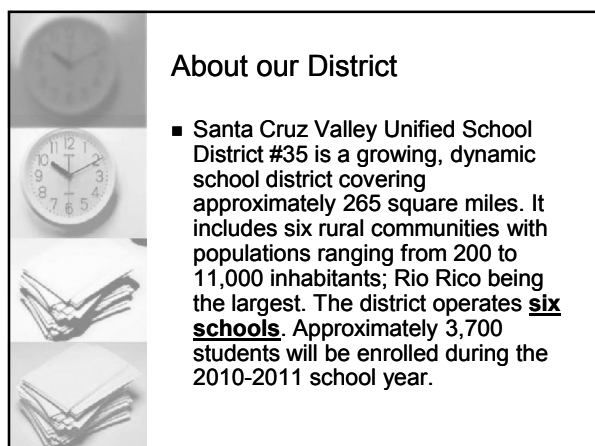 About our District
■ Santa Cruz Valley Unified School
District #35 is a growing, dynamic
school district covering
approximately 265 square miles. It
includes six rural communities with
populations ranging from 200 to
11,000 inhabitants; Rio Rico being
the largest. The district operates six
schools. Approximately 3,700
students will be enrolled during the
2010-2011 school year.